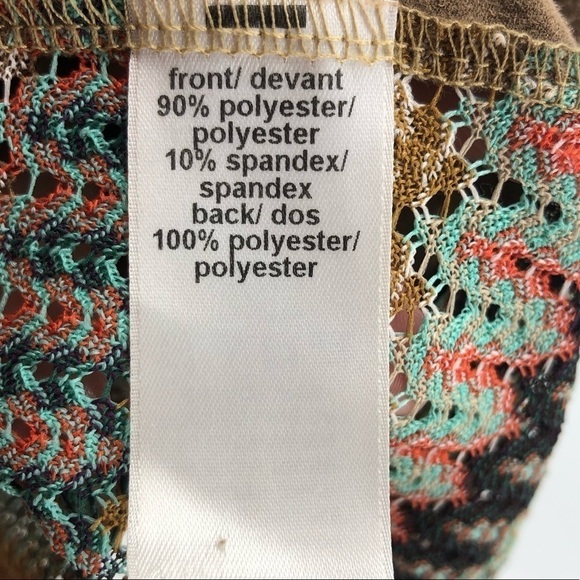 front/ devant
90% polyester/
polyester
10% spandex/
spandex
back/ dos
100% polyester/
polyester